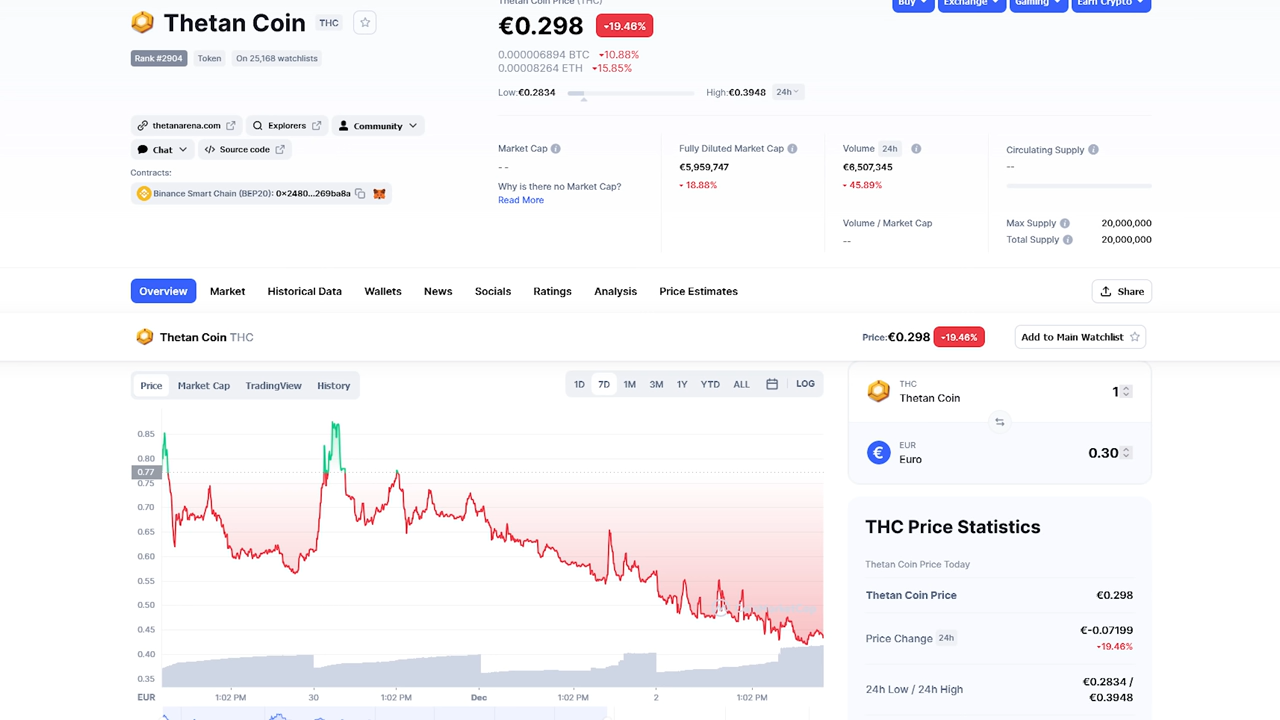 Thetan Coin THC
Rank #2904 Token On 25,168 watchlists
thetanarena.com Explorers Community
Chat Source code
Contracts:
Binance Smart Chain (BEP20): 0×2480...269ba8a
Thetan Coin Price (THC)
€0.298 -19.46%
0.000006894 BTC 10.88%
0.00008264 ETH 15.85%
Low:€0.2834 High:€0.3948 24h
Buy Exchange Gaming Earn Crypto
Market Cap
- -
Why is there no Market Cap?
Read More
Fully Diluted Market Cap
€5,959,747
18.88%
Volume 24h
€6,507,345
45.89%
Volume / Market Cap
--
Circulating Supply
--
Max Supply 20,000,000
Total Supply 20,000,000
Overview Market Historical Data Wallets News Socials Ratings Analysis Price Estimates Share
Thetan Coin THC Price:€0.298 -19.46% Add to Main Watchlist
Price Market Cap TradingView History 1D 7D 1M 3M 1Y YTD ALL LOG
0.85
0.80
0.77
0.75
0.70
0.65
0.60
0.55
0.50
0.45
0.40
0.35
EUR 1:02 PM 30 1:02 PM Dec 1:02 PM 2 1:02 PM
THC
Thetan Coin 1
EUR
Euro 0.30
THC Price Statistics
Thetan Coin Price Today
Thetan Coin Price €0.298
Price Change 24h €-0.07199
-19.46%
24h Low / 24h High €0.2834 /
€0.3948